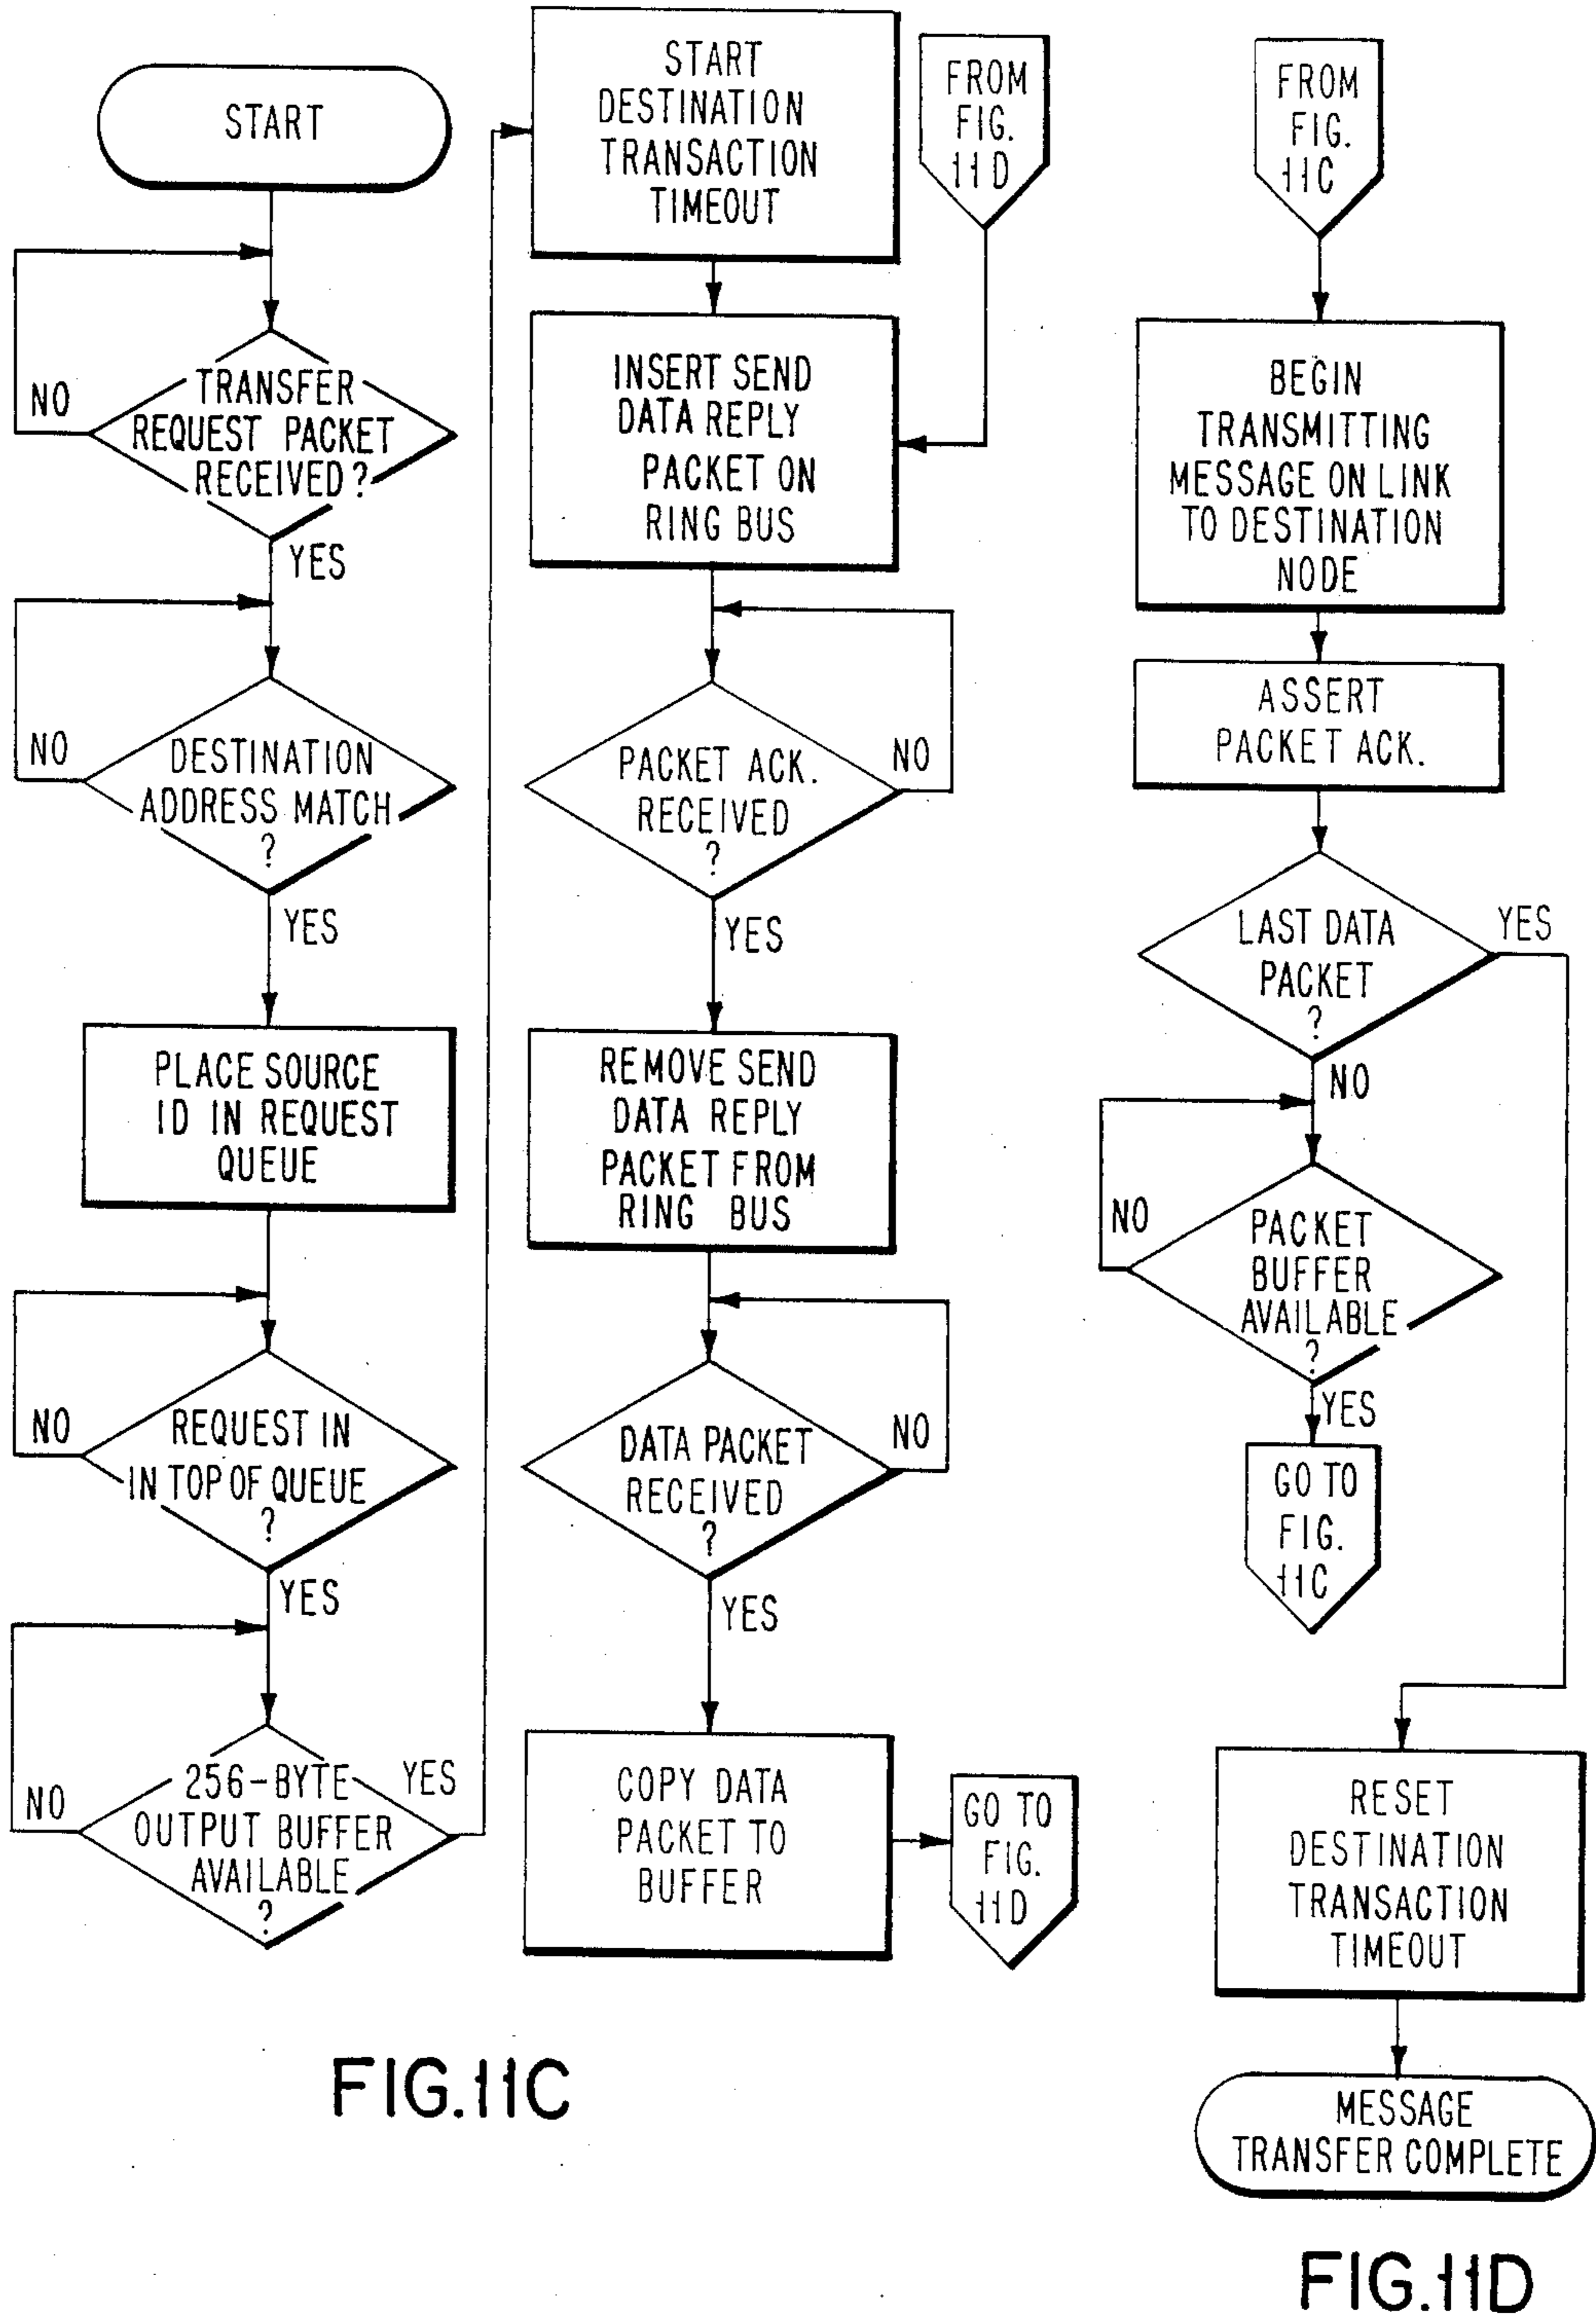 START
TRANSFER
REQUEST PACKET
RECEIVED?
NO
YES
DESTINATION
ADDRESS MATCH
?
NO
YES
PLACE SOURCE
ID IN REQUEST
QUEUE
REQUEST IN
IN TOP OF QUEUE
?
NO
YES
256-BYTE
OUTPUT BUFFER
AVAILABLE
?
NO
YES
START
DESTINATION
TRANSACTION
TIMEOUT
FROM
FIG.
11D
INSERT SEND
DATA REPLY
PACKET ON
RING BUS
PACKET ACK.
RECEIVED
?
NO
YES
REMOVE SEND
DATA REPLY
PACKET FROM
RING BUS
DATA PACKET
RECEIVED
?
NO
YES
COPY DATA
PACKET TO
BUFFER
GO TO
FIG.
11D
FIG.11C
FROM
FIG.
11C
BEGIN
TRANSMITTING
MESSAGE ON LINK
TO DESTINATION
NODE
ASSERT
PACKET ACK.
LAST DATA
PACKET
?
YES
NO
PACKET
BUFFER
AVAILABLE
?
NO
YES
GO TO
FIG.
11C
RESET
DESTINATION
TRANSACTION
TIMEOUT
MESSAGE
TRANSFER COMPLETE
FIG.11D